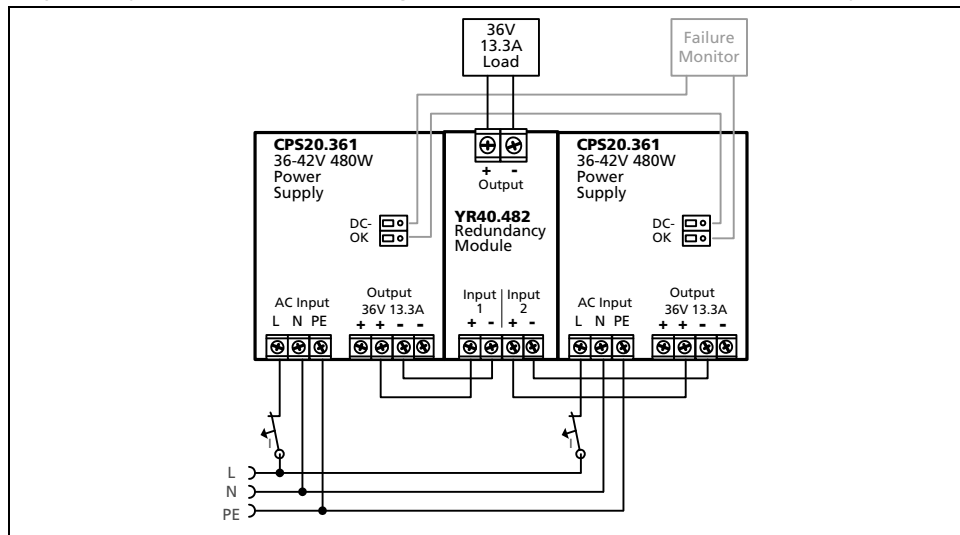 36V
13.3A
Load
Failure
Monitor
CPS20.361
36-42V 480W
Power
Supply
DC-
OK
AC Input
L N PE
Output
36V 13.3A
+ + - -
+ -
Output
YR40.482
Redundancy
Module
Input
1
Input
2
+ - + -
CPS20.361
36-42V 480W
Power
Supply
DC-
OK
AC Input
L N PE
Output
36V 13.3A
+ + - -
I
I
L
N
PE